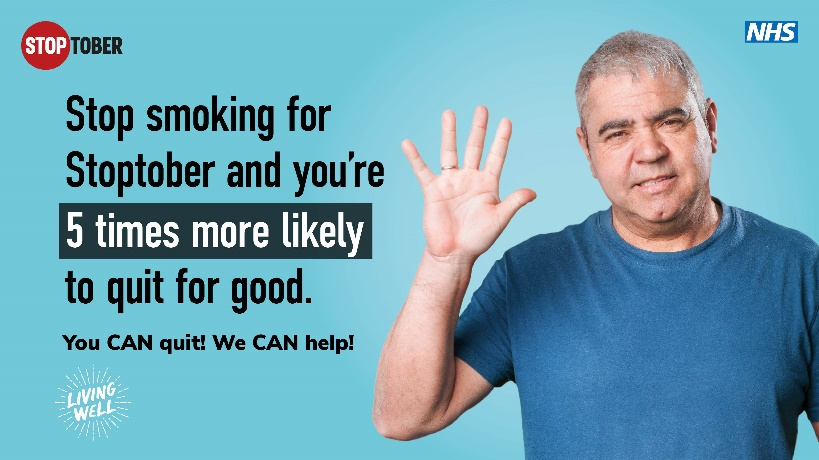 STOPTOBER
NHS
Stop smoking for
Stoptober and you're
5 times more likely
to quit for good.
You CAN quit! We CAN help!
LIVING
WELL